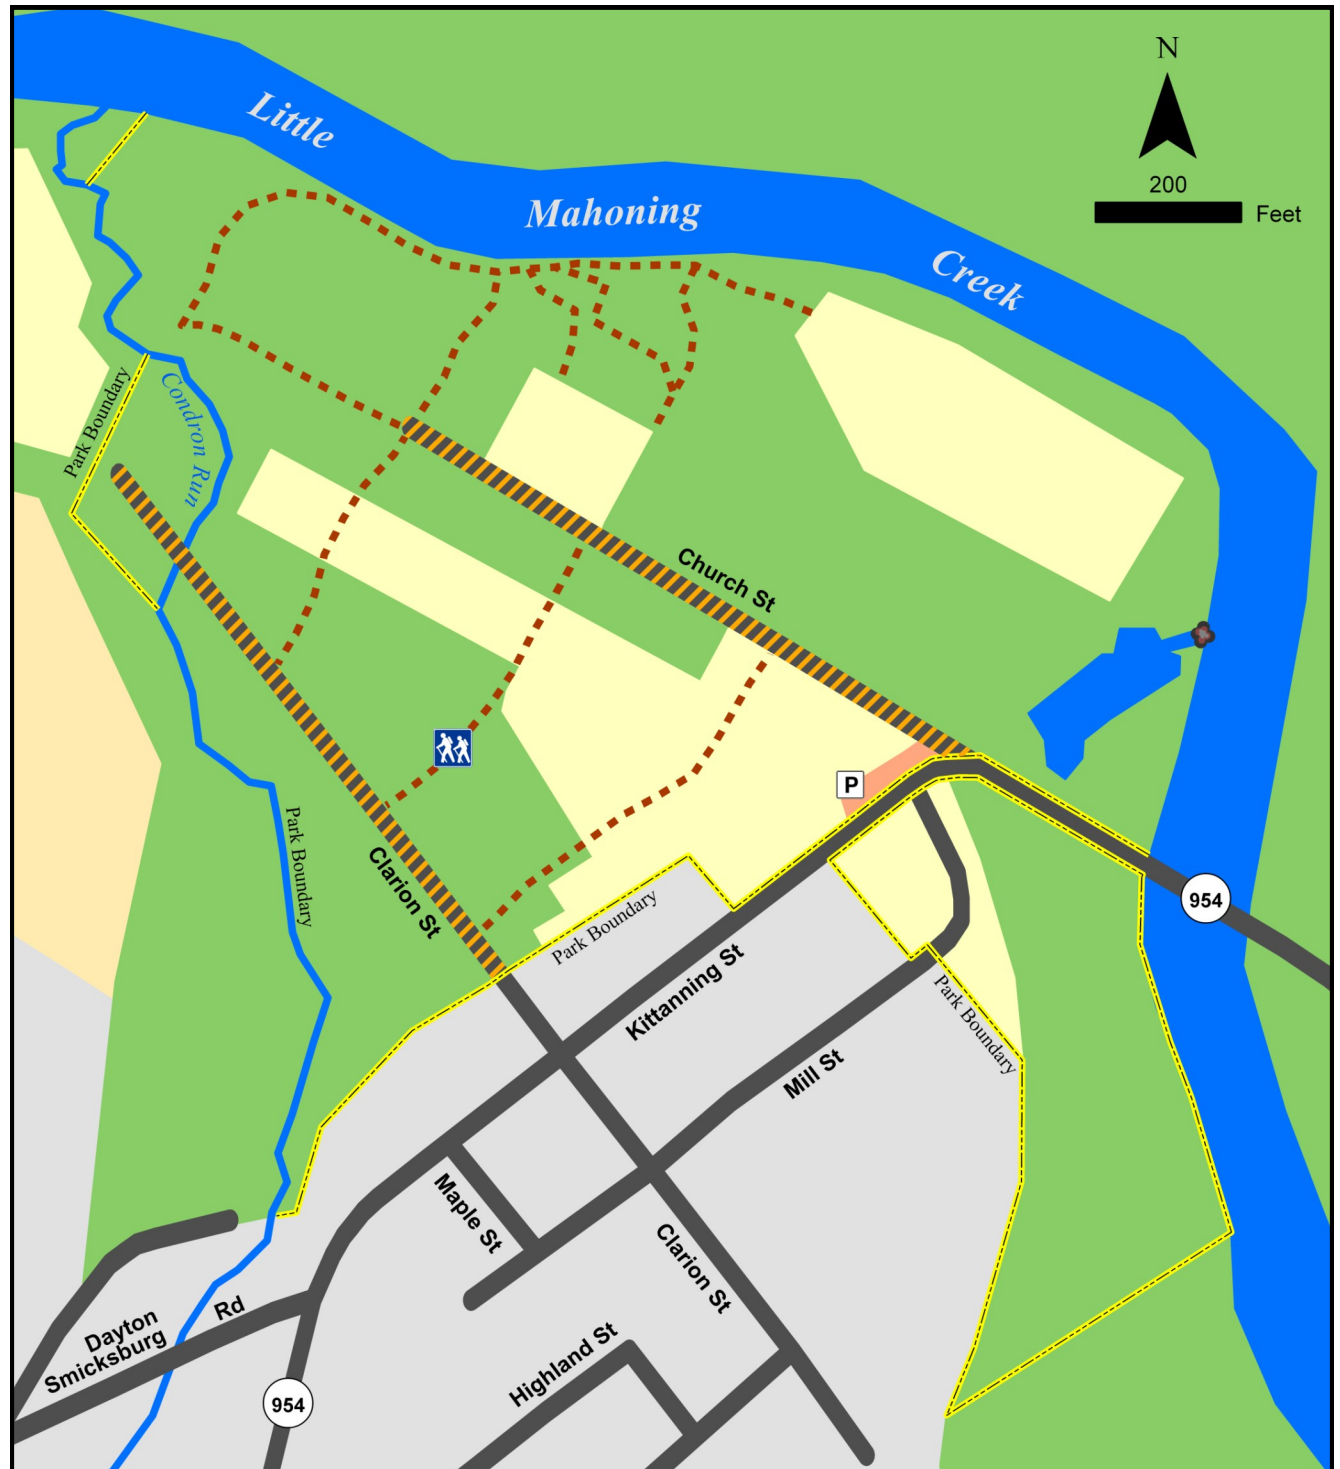 N
200
Feet
Little
Mahoning
Creek
Park Boundary
Condron Run
Church St
P
Park Boundary
Clarion St
Park Boundary
954
Kittanning St
Park Boundary
Mill St
Maple St
Clarion St
Dayton
Smicksburg
Rd
Highland St
954